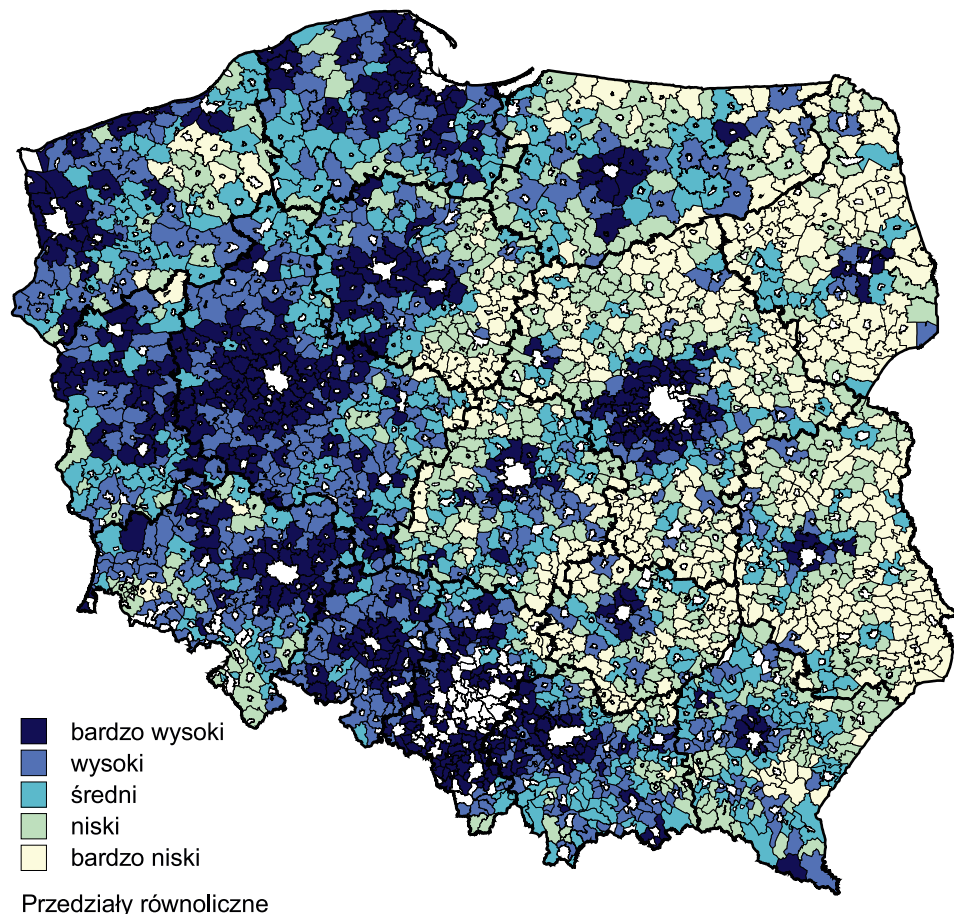 bardzo wysoki
wysoki
średni
niski
bardzo niski
Przedziały równoliczne